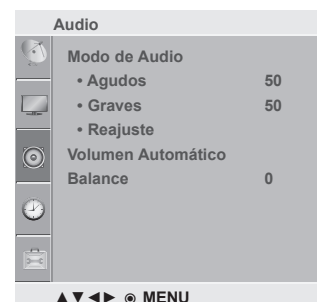 Audio
Modo de Audio
• Agudos 50
• Graves 50
• Reajuste
Volumen Automático
Balance 0
▲▼◄► ◉ MENU